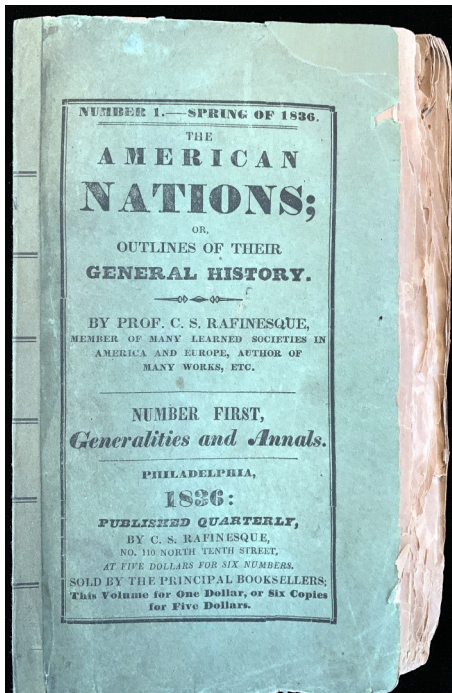 NUMBER 1.—SPRING OF 1836.
THE
AMERICAN
NATIONS;
OR,
OUTLINES OF THEIR
GENERAL HISTORY.
BY PROF. C. S. RAFINESQUE,
MEMBER OF MANY LEARNED SOCIETIES IN
AMERICA AND EUROPE, AUTHOR OF
MANY WORKS, ETC.
NUMBER FIRST,
Generalities and Annals.
PHILADELPHIA,
1836:
PUBLISHED QUARTERLY,
BY C. S. RAFINESQUE,
NO. 110 NORTH TENTH STREET,
AT FIVE DOLLARS FOR SIX NUMBERS.
SOLD BY THE PRINCIPAL BOOKSELLERS;
This Volume for One Dollar, or Six Copies
for Five Dollars.